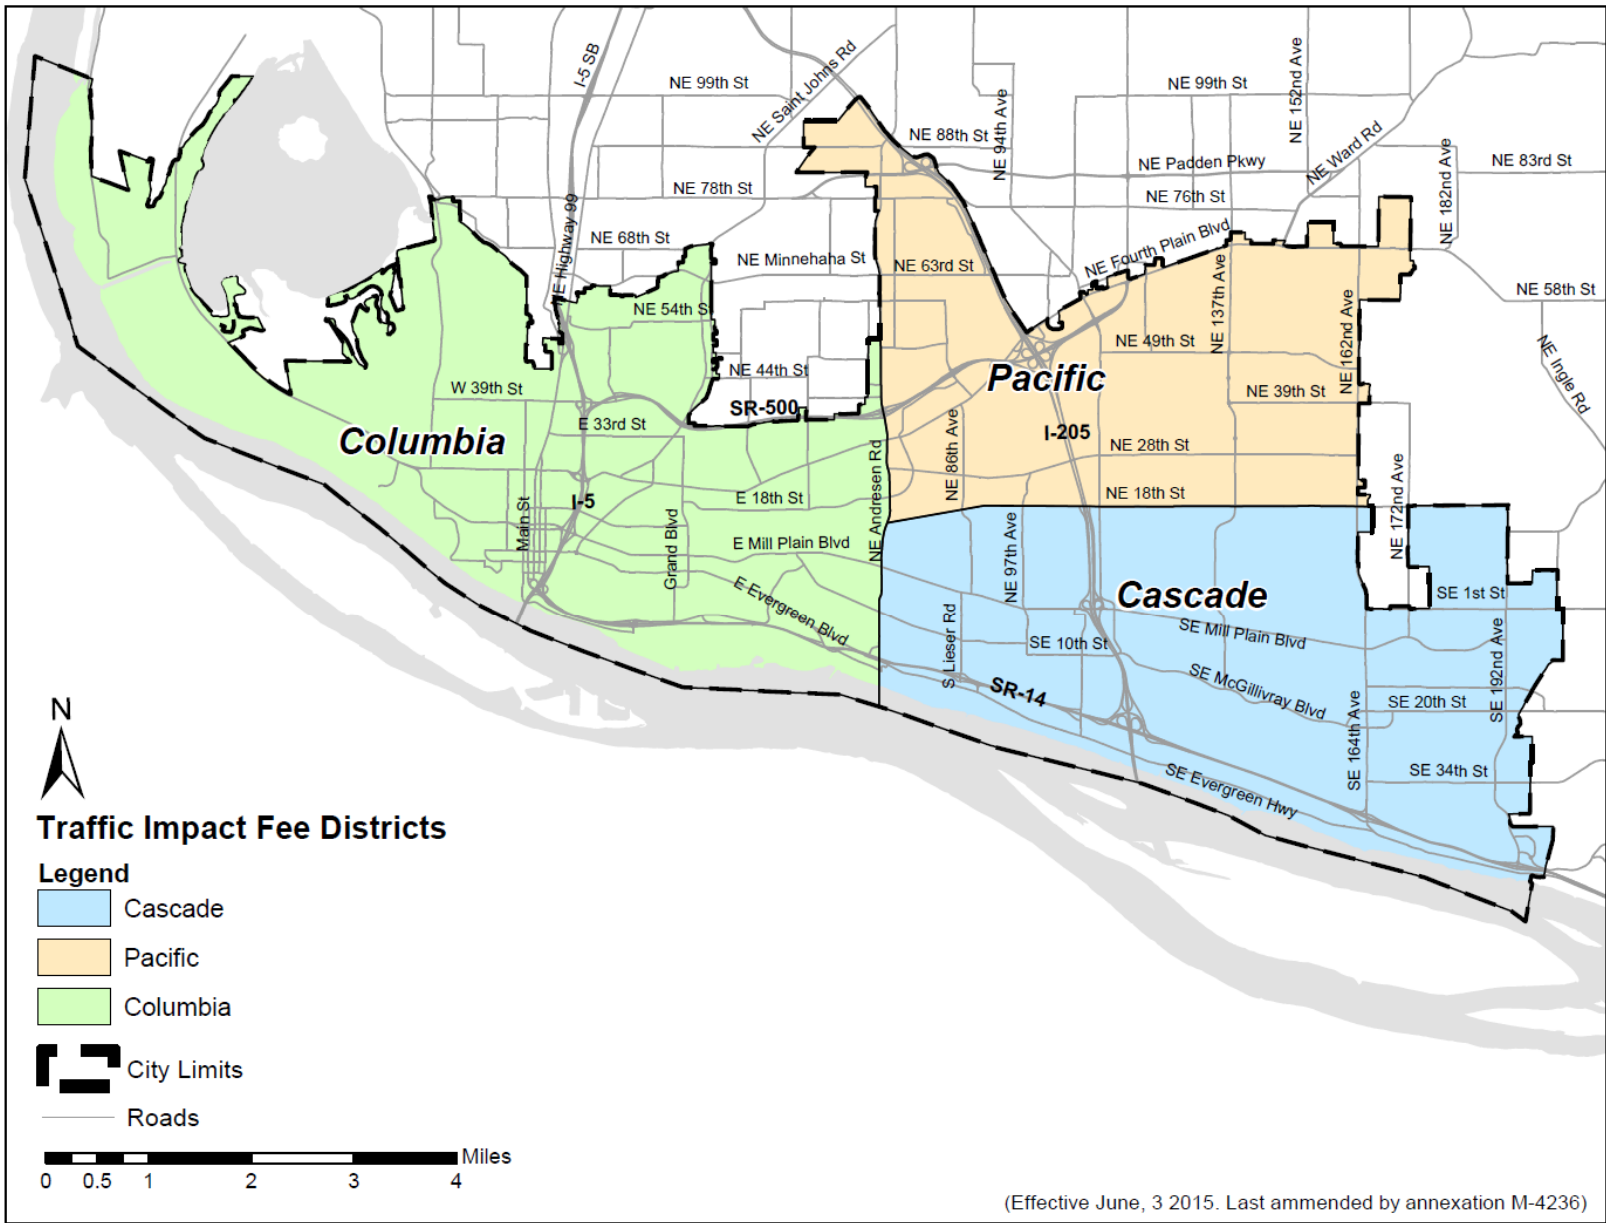 I-5 SB
NE 99th St
NE Saint Johns Rd
NE 88th St
NE 94th Ave
NE 99th St
NE 152nd Ave
NE Ward Rd
NE Padden Pkwy
NE 182nd Ave
NE 83rd St
NE 78th St
NE 76th St
NE Highway 99
NE 68th St
NE Minnehaha St
NE 63rd St
NE Fourth Plain Blvd
NE 137th Ave
NE 58th St
NE 54th S
NE 49th St
NE 162nd Ave
NE Ingle Rd
NE 44th St
W 39th St
Pacific
NE 39th St
SR-500
E 33rd St
Columbia
I-205
NE 86th Ave
NE 28th St
NE Andresen Rd
NE 172nd Ave
E 18th St
NE 18th St
I-5
Main St
Grand Blvd
E Mill Plain Blvd
NE 97th Ave
Cascade
SE 1st St
E Evergreen Blvd
S Lieser Rd
SE 10th St
SE Mill Plain Blvd
SE 192nd Ave
SR-14
SE McGillivray Blvd
SE 20th St
SE 164th Ave
SE 34th St
SE Evergreen Hwy
N
Traffic Impact Fee Districts
Legend
Cascade
Pacific
Columbia
City Limits
Roads
Miles
0 0.5 1 2 3 4
(Effective June, 3 2015. Last ammended by annexation M-4236)